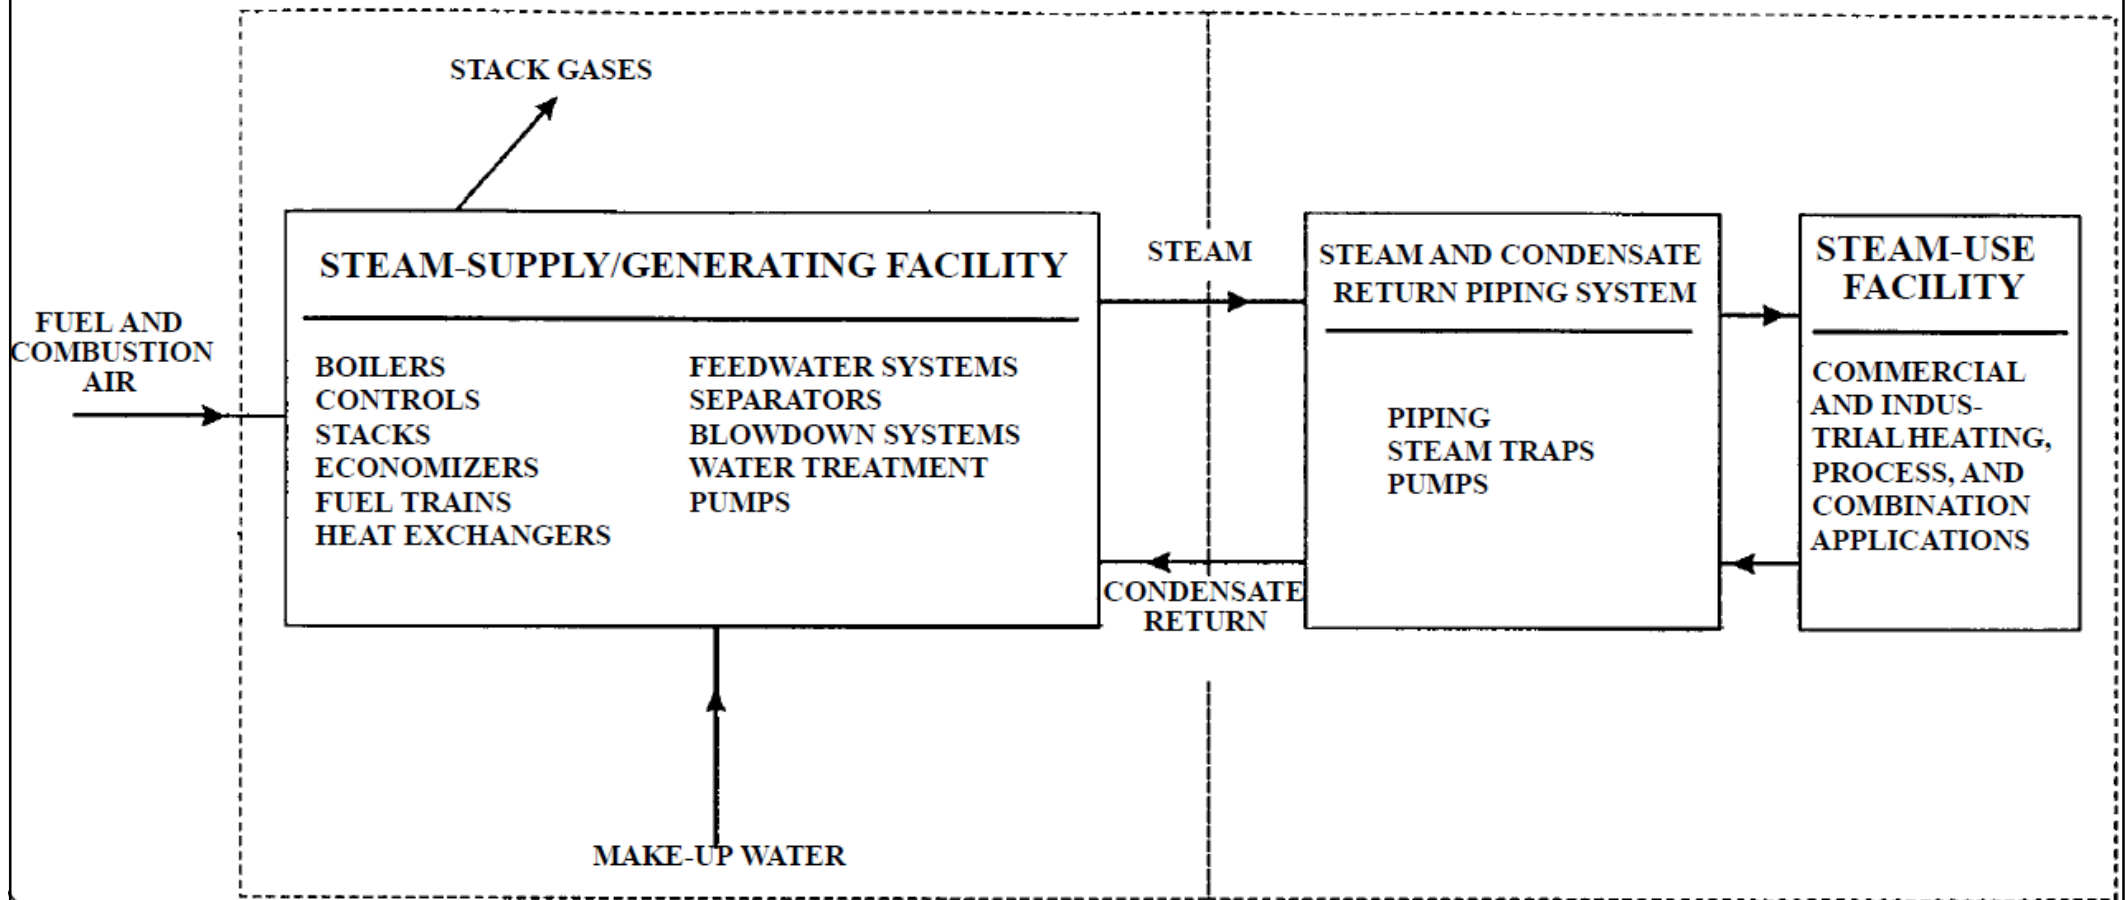 STACK GASES
FUEL AND
COMBUSTION
AIR
STEAM-SUPPLY/GENERATING FACILITY
BOILERS
CONTROLS
STACKS
ECONOMIZERS
FUEL TRAINS
HEAT EXCHANGERS
FEEDWATER SYSTEMS
SEPARATORS
BLOWDOWN SYSTEMS
WATER TREATMENT
PUMPS
STEAM
CONDENSATE
RETURN
STEAM AND CONDENSATE
RETURN PIPING SYSTEM
PIPING
STEAM TRAPS
PUMPS
STEAM-USE
FACILITY
COMMERCIAL
AND INDUS-
TRIAL HEATING,
PROCESS, AND
COMBINATION
APPLICATIONS
MAKE-UP WATER